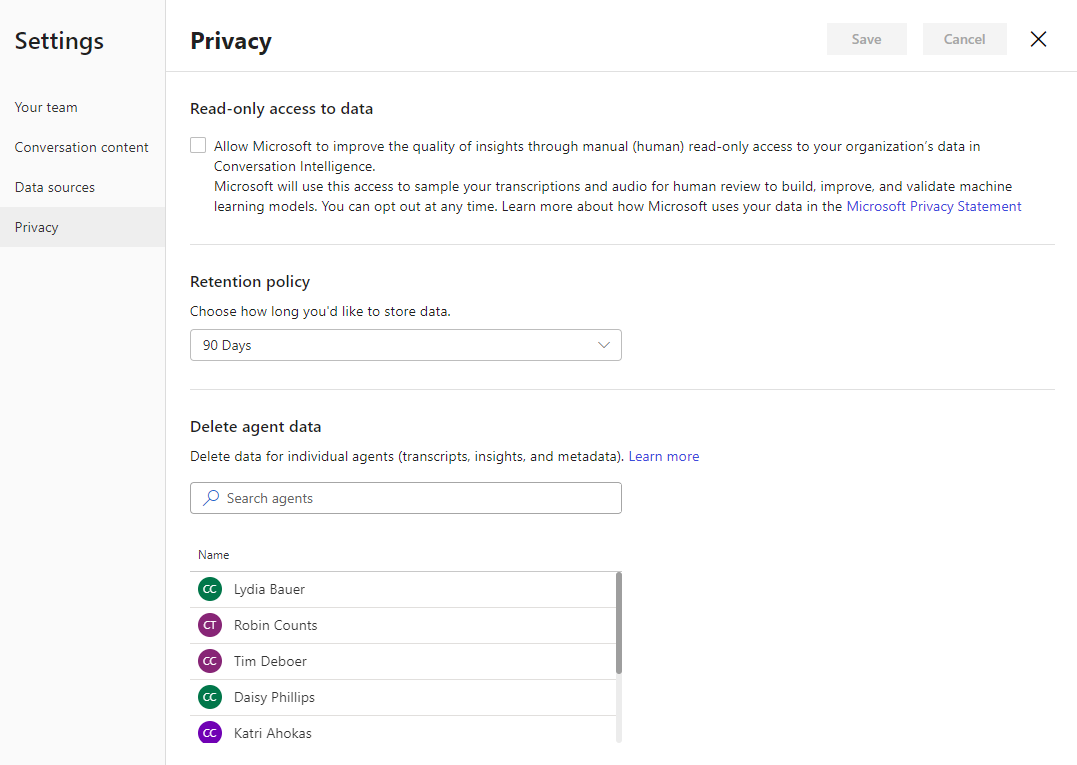 Settings
Your team
Conversation content
Data sources
Privacy
Privacy
Save
Cancel
Read-only access to data
Allow Microsoft to improve the quality of insights through manual (human) read-only access to your organization’s data in
Conversation Intelligence.
Microsoft will use this access to sample your transcriptions and audio for human review to build, improve, and validate machine
learning models. You can opt out at any time. Learn more about how Microsoft uses your data in the Microsoft Privacy Statement
Retention policy
Choose how long you'd like to store data.
90 Days
Delete agent data
Delete data for individual agents (transcripts, insights, and metadata). Learn more
Search agents
Name
CC Lydia Bauer
CT Robin Counts
CC Tim Deboer
CC Daisy Phillips
CC Katri Ahokas